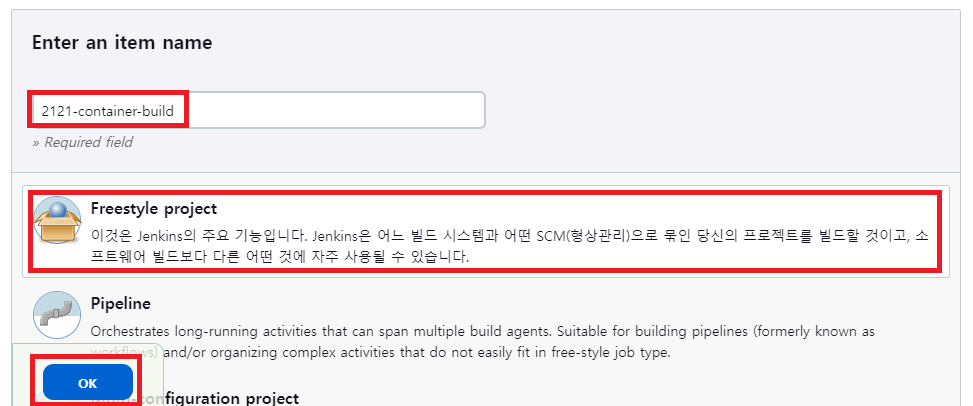 Enter an item name
2121-container-build
» Required field
Freestyle project
이것은 Jenkins의 주요 기능입니다. Jenkins은 어느 빌드 시스템과 어떤 SCM(형상관리)으로 묶인 당신의 프로젝트를 빌드할 것이고, 소
프트웨어 빌드보다 다른 어떤 것에 자주 사용될 수 있습니다.
Pipeline
Orchestrates long-running activities that can span multiple build agents. Suitable for building pipelines (formerly known as
workflows) and/or organizing complex activities that do not easily fit in free-style job type.
OK
configuration project